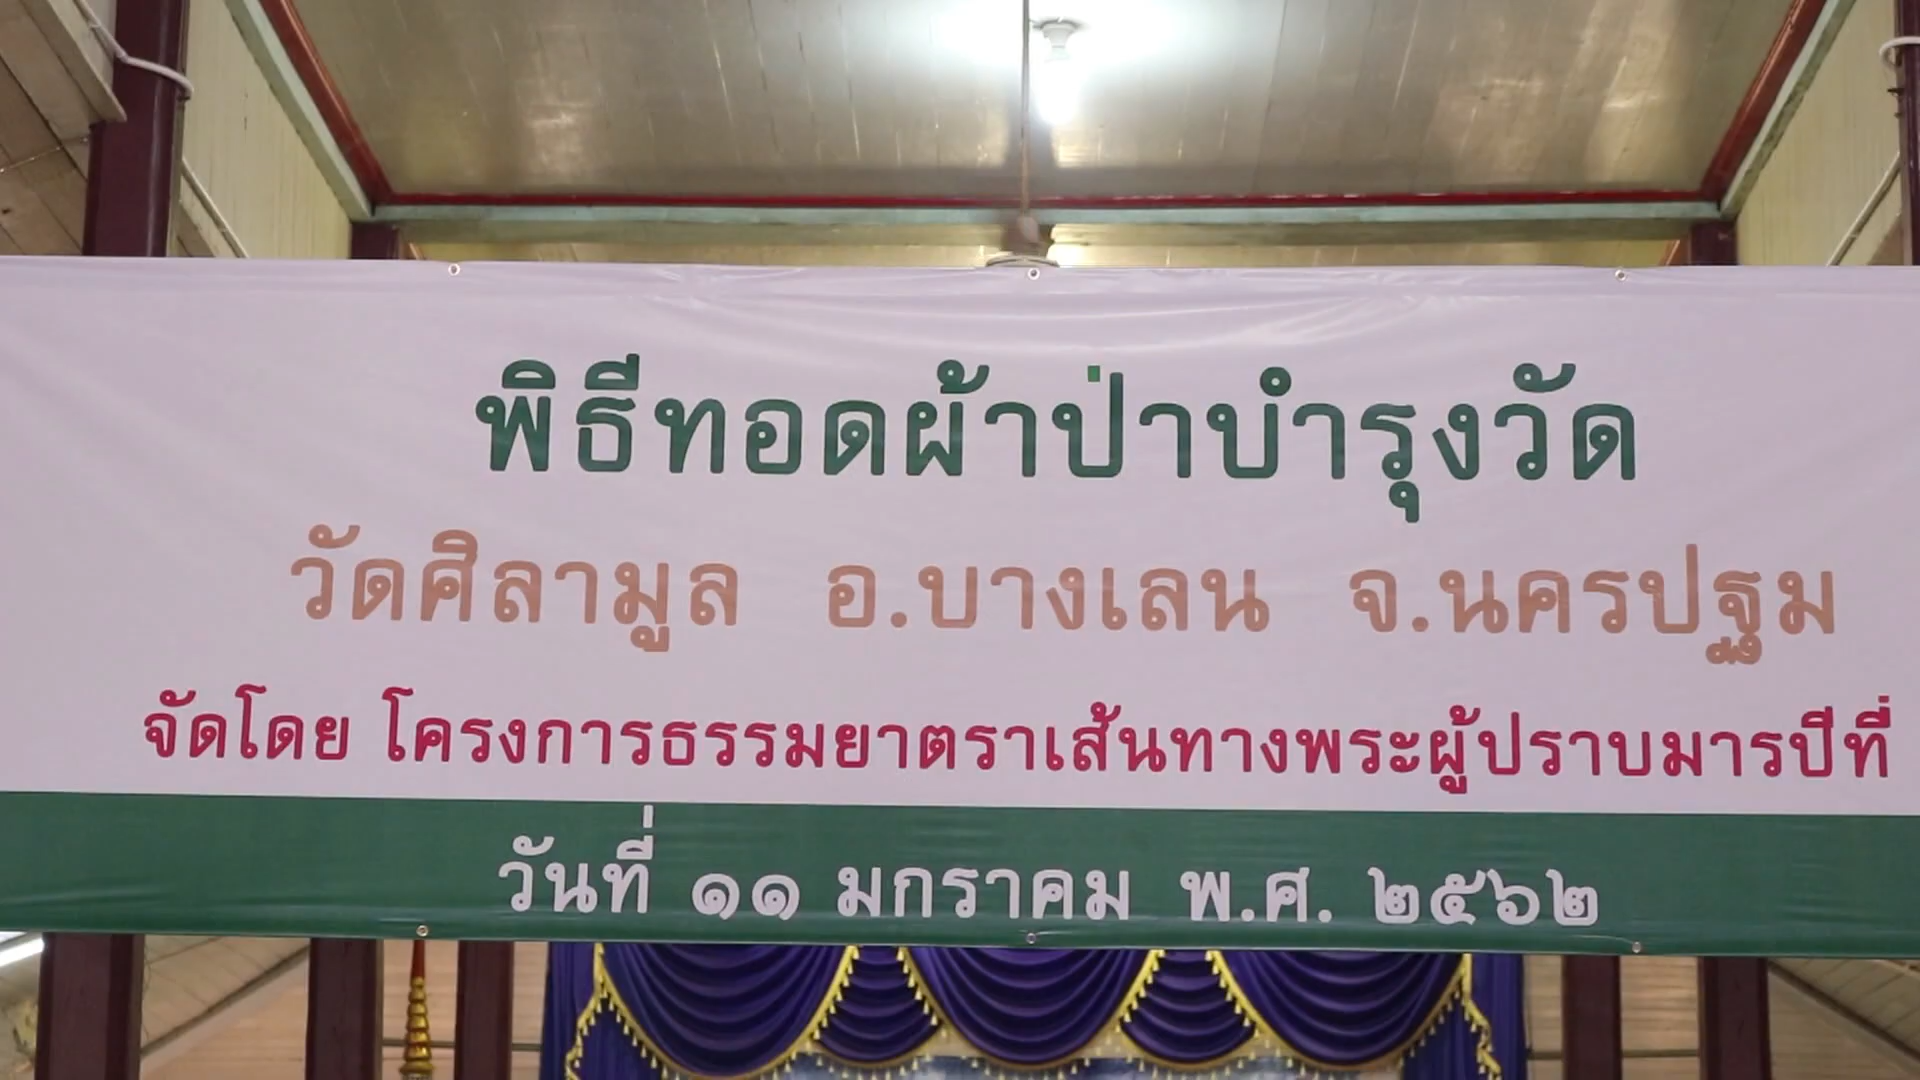 พิธีทอดผ้าป่าบำรุงวัด
วัดศิลามูล อ.บางเลน จ.นครปฐม
จัดโดย โครงการธรรมยาตราเส้นทางพระผู้ปราบมารปีที่
วันที่ ๑๑ มกราคม พ.ศ. ๒๕๖๒